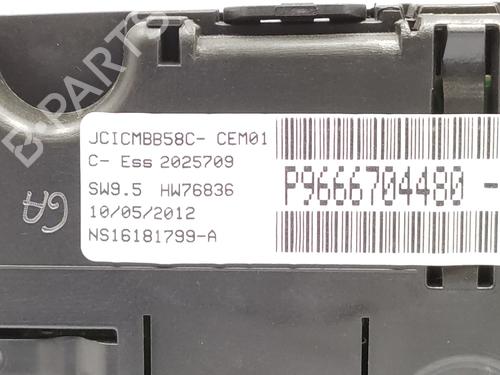 B-PARTS
JCICMBB58C- CEM01
C- Ess 2025709
SW9.5 HW76836
10/05/2012
NS16181799-A
P9666704480 -
GA